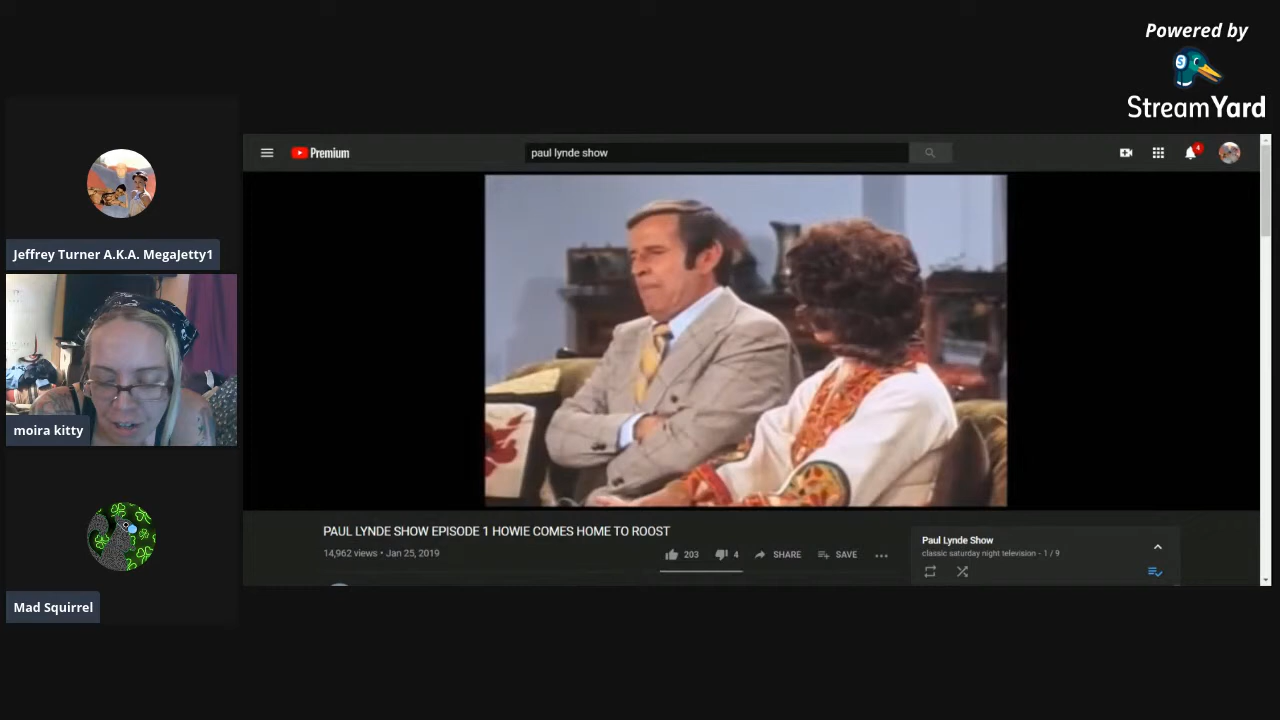 Powered by
StreamYard
Premium
paul lynde show
4
Jeffrey Turner A.K.A. MegaJetty1
moira kitty
Mad Squirrel
PAUL LYNDE SHOW EPISODE 1 HOWIE COMES HOME TO ROOST
14,962 views • Jan 25, 2019
203
4
SHARE
SAVE
Paul Lynde Show
classic saturday night television - 1 / 9